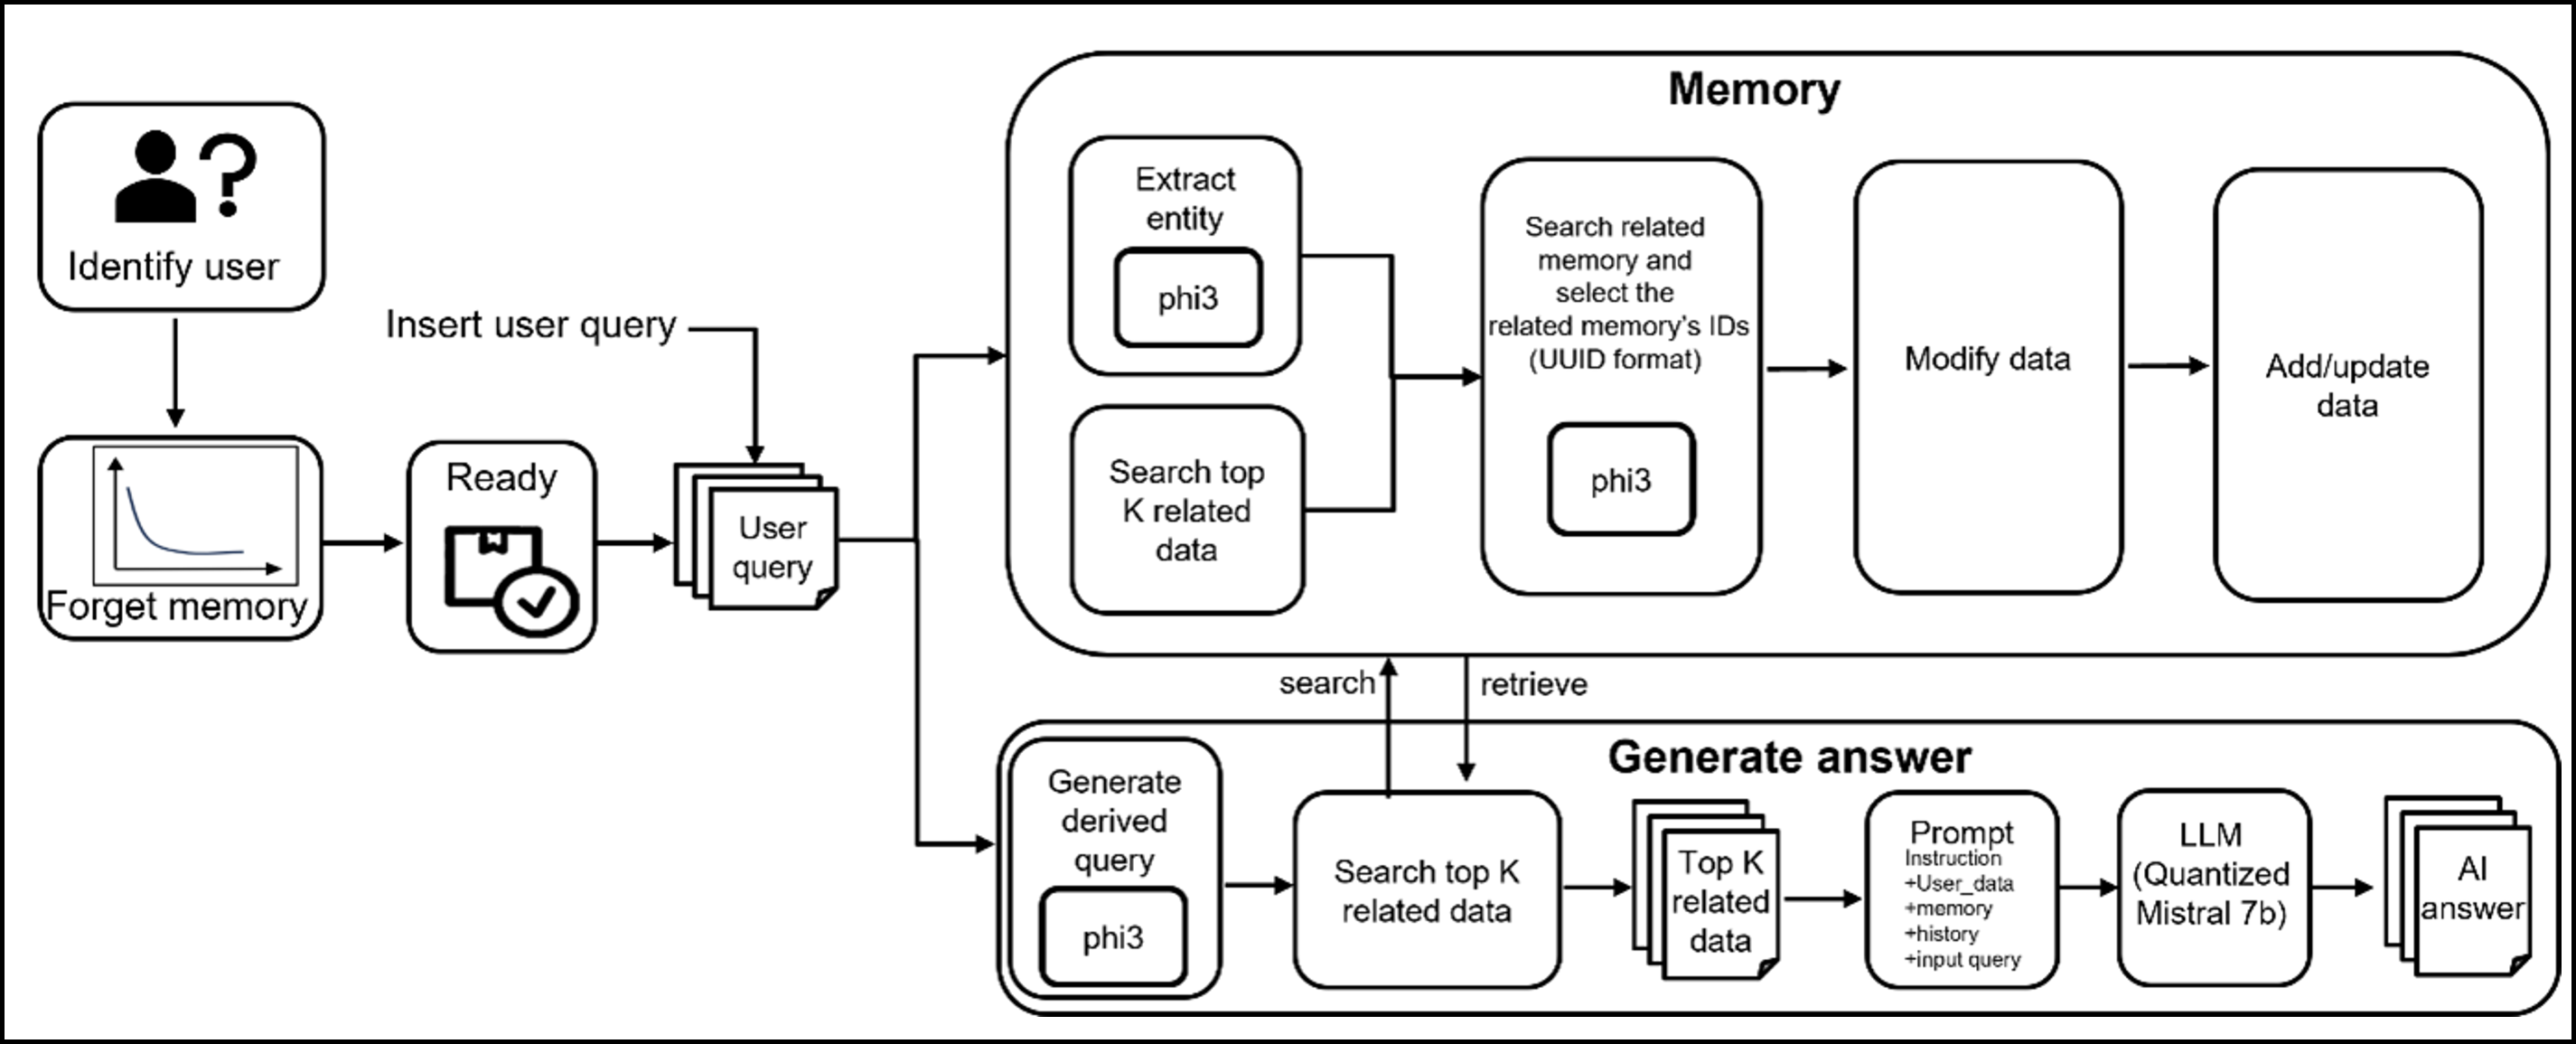 Identify user
Forget memory
Ready
Insert user query
User
query
Memory
Extract
entity
phi3
Search top
K related
data
Search related
memory and
select the
related memory's IDs
(UUID format)
phi3
Modify data
Add/update
data
search
retrieve
Generate answer
Generate
derived
query
phi3
Search top K
related data
Top K
related
data
Prompt
Instruction
+User_data
+memory
+history
+input query
LLM
(Quantized
Mistral 7b)
AI
answer